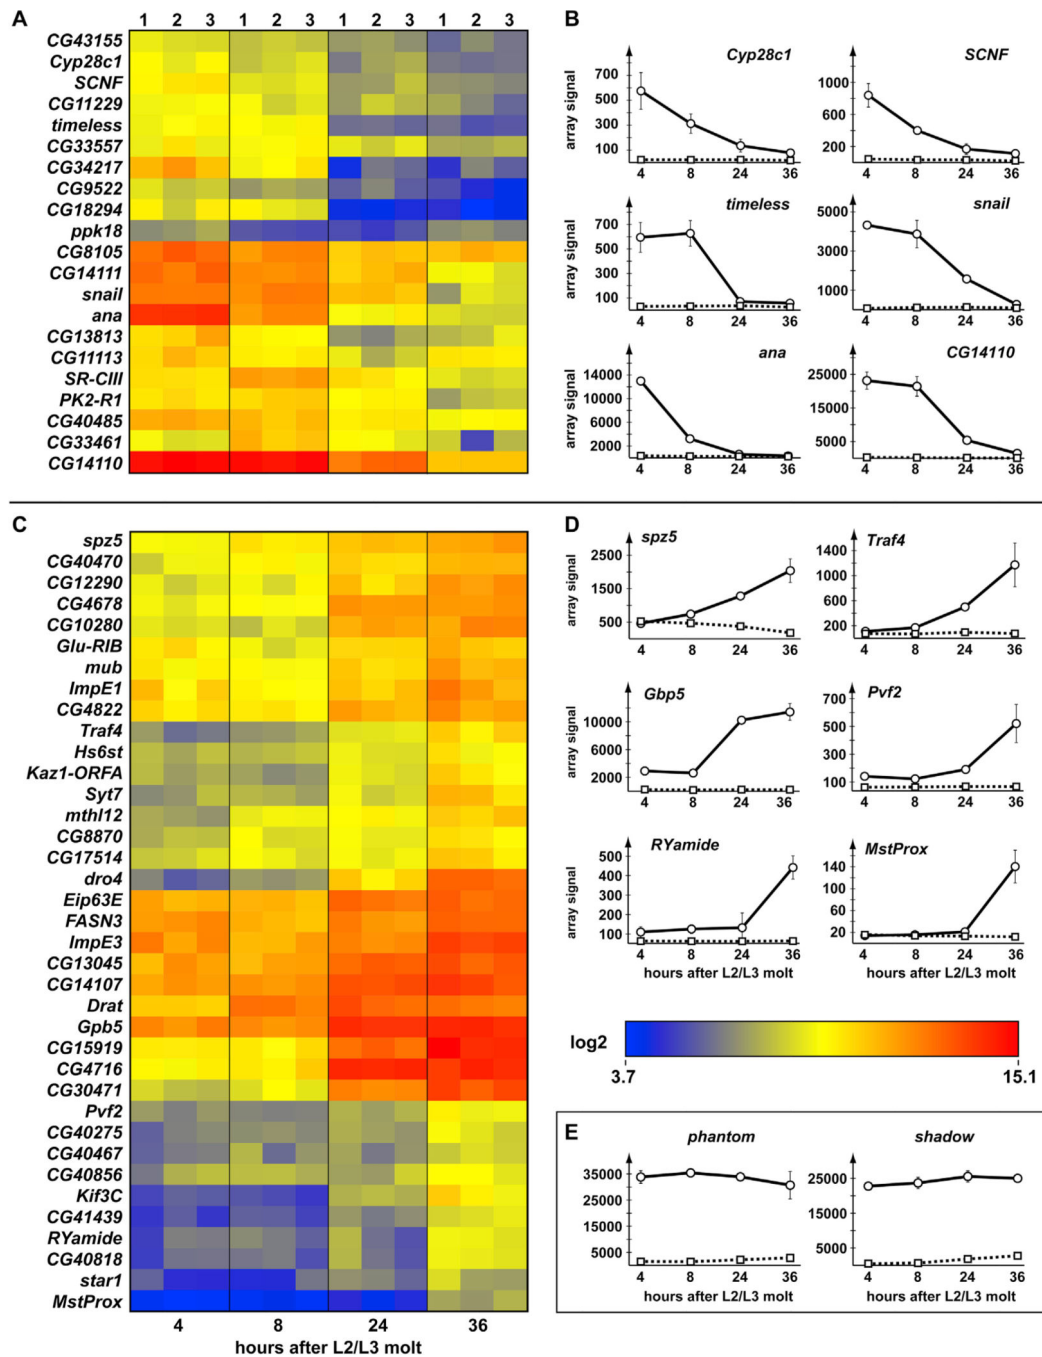 A
1 2 3 1 2 3 1 2 3 1 2 3
CG43155
Cyp28c1
SCNF
CG11229
timeless
CG33557
CG34217
CG9522
CG18294
ppk18
CG8105
CG14111
snail
ana
CG13813
CG11113
SR-CIII
PK2-R1
CG40485
CG33461
CG14110
B
Cyp28c1
array signal
700
500
300
100
4 8 24 36
SCNF
1000
600
200
4 8 24 36
timeless
array signal
700
500
300
100
4 8 24 36
snail
5000
3000
1000
4 8 24 36
ana
array signal
14000
10000
6000
2000
4 8 24 36
CG14110
25000
15000
5000
4 8 24 36
C
spz5
CG40470
CG12290
CG4678
CG10280
Glu-RIB
mub
ImpE1
CG4822
Traf4
Hs6st
Kaz1-ORFA
Syt7
mthl12
CG8870
CG17514
dro4
Eip63E
FASN3
ImpE3
CG13045
CG14107
Drat
Gpb5
CG15919
CG4716
CG30471
Pvf2
CG40275
CG40467
CG40856
Kif3C
CG41439
RYamide
CG40818
star1
MstProx
4 8 24 36
hours after L2/L3 molt
D
spz5
array signal
2500
1500
500
4 8 24 36
Traf4
1400
1000
600
200
4 8 24 36
Gbp5
array signal
10000
6000
2000
4 8 24 36
Pvf2
700
500
300
100
4 8 24 36
RYamide
array signal
500
400
300
200
100
4 8 24 36
hours after L2/L3 molt
MstProx
140
100
60
20
4 8 24 36
hours after L2/L3 molt
log2
3.7 15.1
E
phantom
35000
25000
15000
5000
4 8 24 36
hours after L2/L3 molt
shadow
25000
15000
5000
4 8 24 36
hours after L2/L3 molt